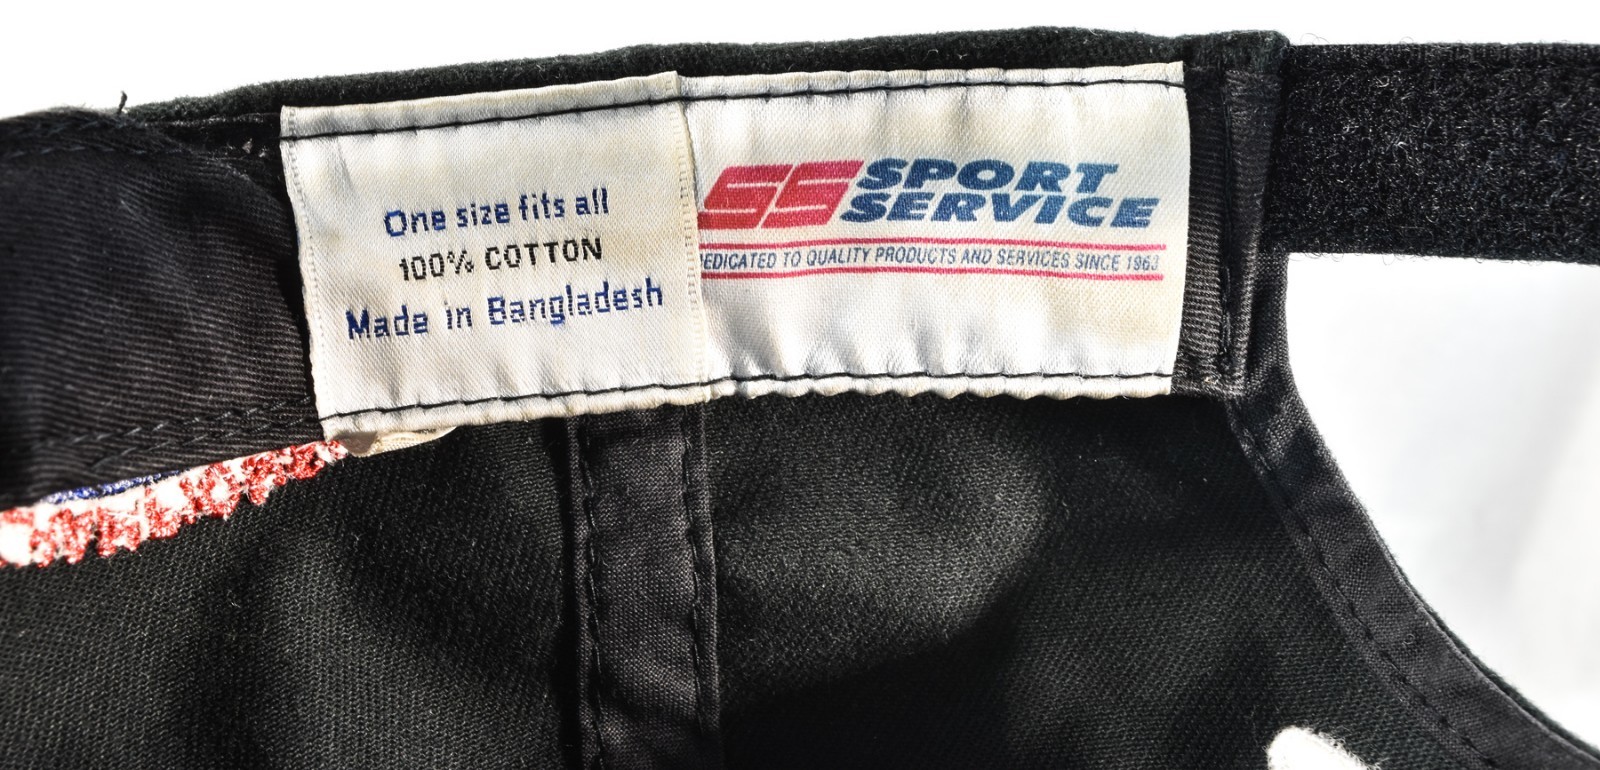 One size fits all
100% COTTON
Made in Bangladesh
SS SPORT
SERVICE
EDICATED TO QUALITY PRODUCTS AND SERVICES SINCE 1963